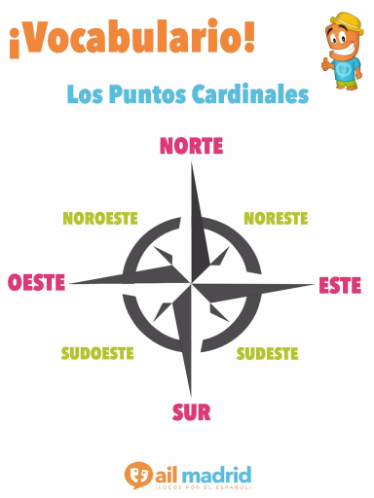 ¡Vocabulario!
Los Puntos Cardinales
NORTE
NOROESTE
NORESTE
OESTE
ESTE
SUDOESTE
SUDESTE
SUR
ail madrid
¡LOCOS POR EL ESPAÑOL!